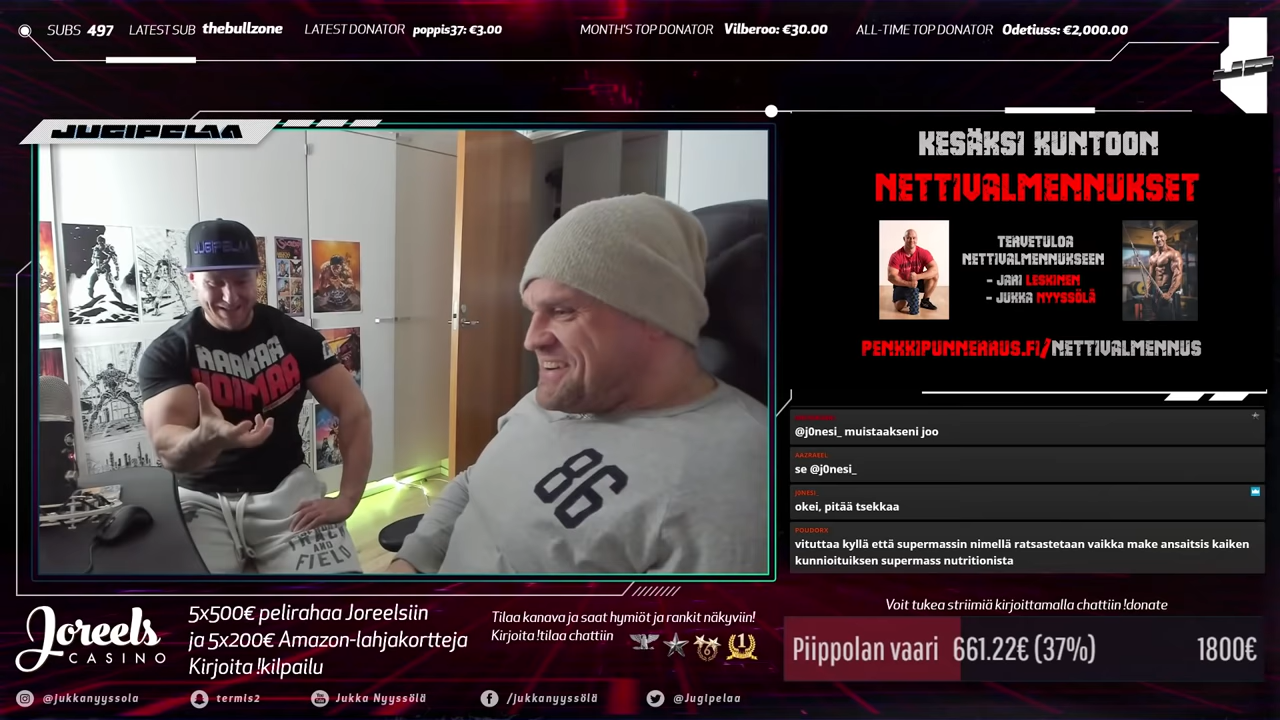 SUBS 497 LATEST SUB thebullzone LATEST DONATOR poppis37: €3.00 MONTH'S TOP DONATOR Vilberoo: €30.00 ALL-TIME TOP DONATOR Odetiuss: €2,000.00
JUGIPELAA
KESÄKSI KUNTOON
NETTIVALMENNUKSET
TERVETULOA
NETTIVALMENNUKSEEN
- JARI LESKINEN
- JUKKA NYYSSÖLÄ
PENKKIPUNNERRUS.FI/NETTIVALMENNUS
JUGIPELAA
RAAKAA
VOIMAA
86
TRACK
AND
FIELD
@j0nesi_ muistaakseni joo
AAZRAEEL
se @j0nesi_
J0NESI_
okei, pitää tsekkaa
POUDORX
vituttaa kyllä että supermassin nimellä ratsastetaan vaikka make ansaitsis kaiken
kunnioituiksen supermass nutritionista
Joreels
CASINO
5x500€ pelirahaa Joreelsiin
ja 5x200€ Amazon-lahjakortteja
Kirjoita !kilpailu
Tilaa kanava ja saat hymiöt ja rankit näkyviin!
Kirjoita !tilaa chattiin
Voit tukea striimiä kirjoittamalla chattiin !donate
Piippolan vaari 661.22€ (37%) 1800€
@jukkanyyssola termis2 Jukka Nyyssölä /jukkanyyssölä @Jugipelaa